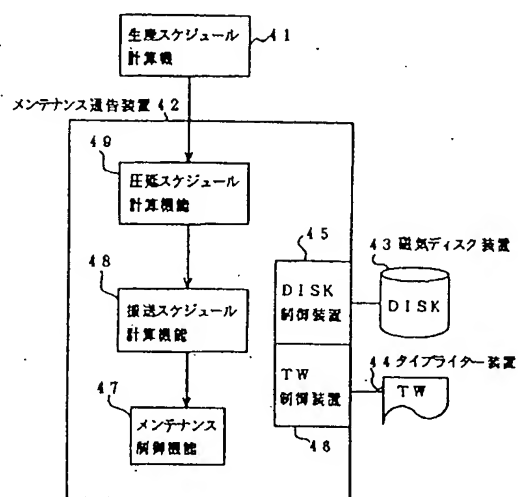 生産スケジュール
計算機
41
メンテナンス通告装置 42
49
圧延スケジュール
計算機能
48
搬送スケジュール
計算機能
47
メンテナンス
制御機能
45
DISK
制御装置
TW
制御装置
46
43 磁気ディスク装置
DISK
44 タイプライター装置
TW